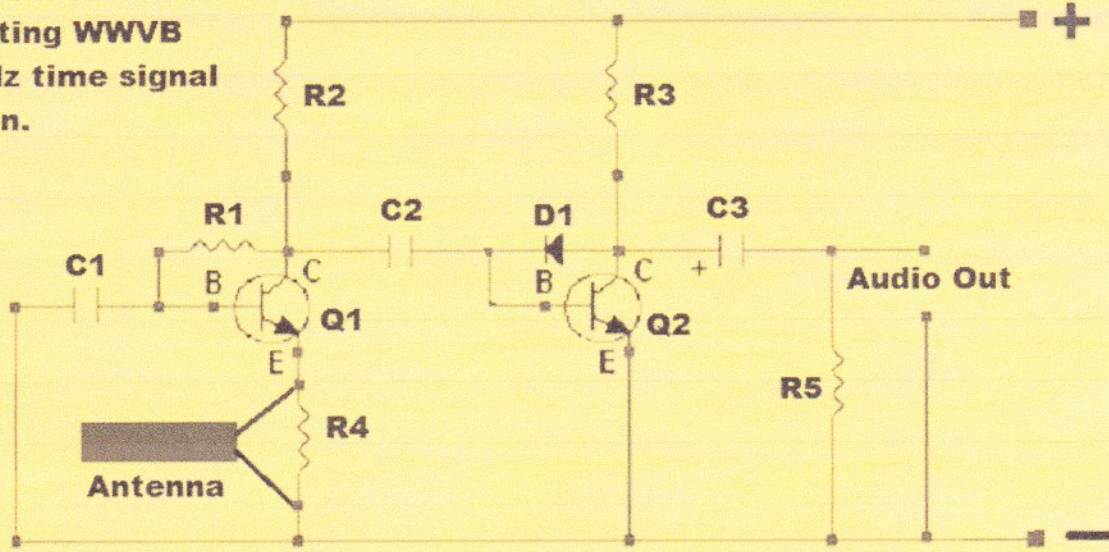 ting WWVB
lz time signal
n.
+
R2
R3
R1
C2
D1
C3
C1
B
C
B
+
C
Audio Out
Q1
Q2
E
E
R5
R4
Antenna
−